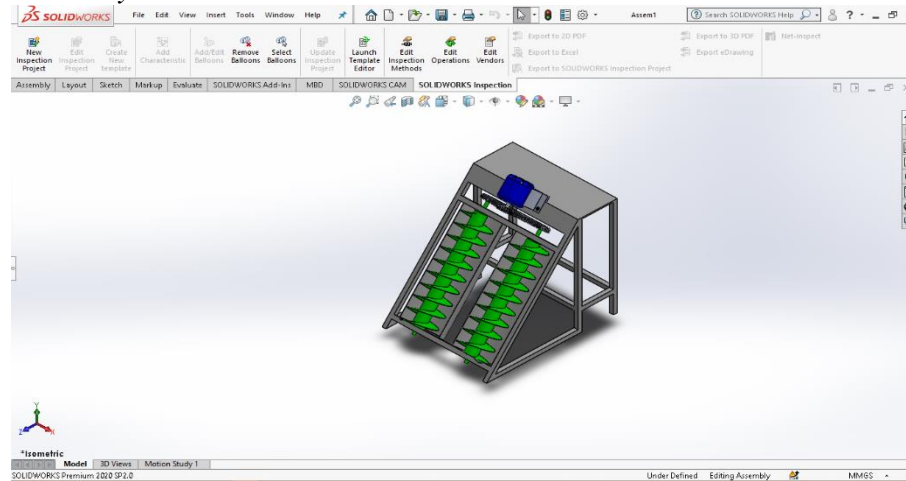 SOLIDWORKS File Edit View Insert Tools Window Help Assem1 Search SOLIDWORKS Help
New Inspection Project
Edit Inspection Project
Create New template
Add Characteristic
Add/Edit Balloons
Remove Balloons
Select Balloons
Update Inspection Project
Launch Template Editor
Edit Inspection Methods
Edit Operations
Edit Vendors
Export to 2D PDF
Export to Excel
Export to SOLIDWORKS Inspection Project
Export to 3D PDF
Export eDrawing
Net-Inspect
Assembly Layout Sketch Markup Evaluate SOLIDWORKS Add-Ins MBD SOLIDWORKS CAM SOLIDWORKS Inspection
Y
Z X
*Isometric
Model 3D Views Motion Study 1
SOLIDWORKS Premium 2020 SP2.0 Under Defined Editing Assembly MMGS